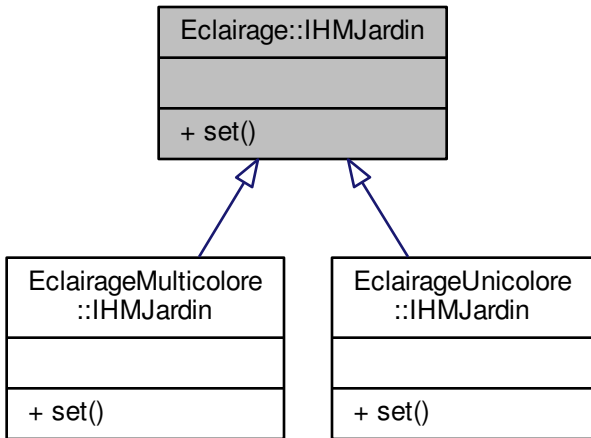 Eclairage::IHMJardin
+ set()
EclairageMulticolore
::IHMJardin
+ set()
EclairageUnicolore
::IHMJardin
+ set()